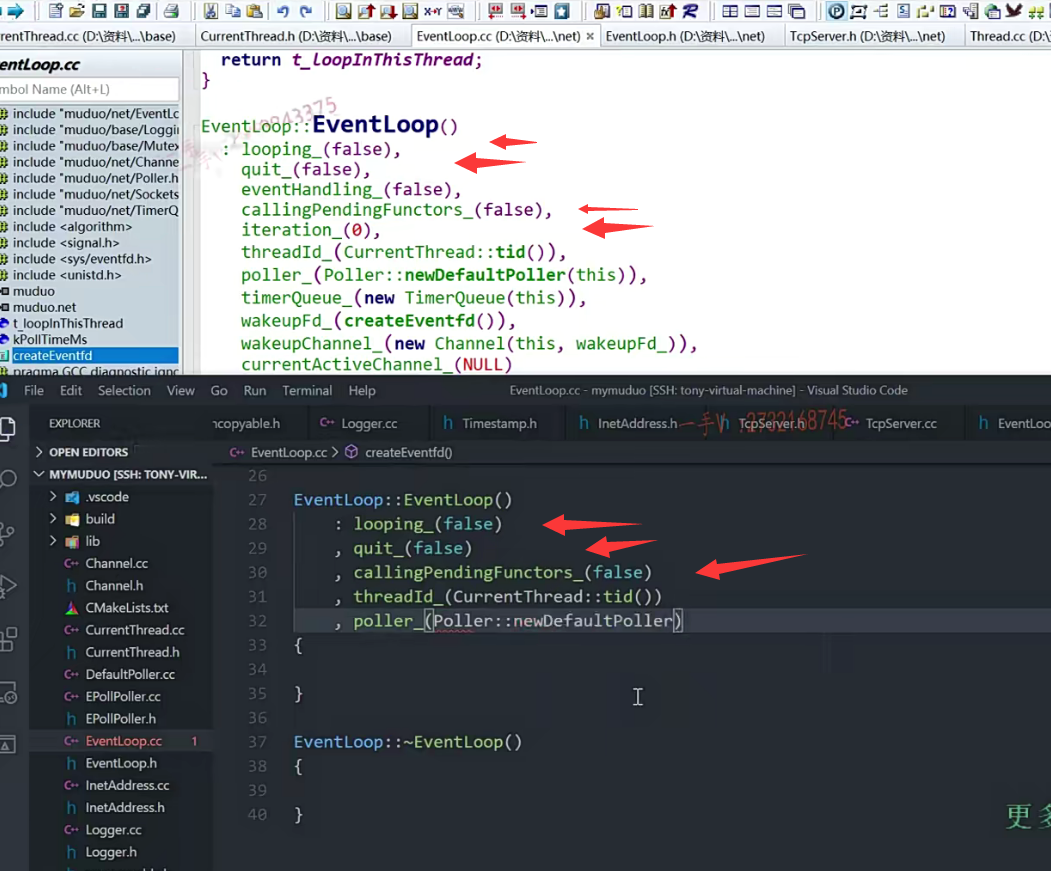 rentThread.cc (D:\资料\...\base)
CurrentThread.h (D:\资料\...\base)
EventLoop.cc (D:\资料\...\net) ×
EventLoop.h (D:\资料\...\net)
TcpServer.h (D:\资料\...\net)
Thread.cc (D:\
entLoop.cc
mbol Name (Alt+L)
include "muduo/net/EventLc
include "muduo/base/Loggin
include "muduo/base/Mutex
include "muduo/net/Channe
include "muduo/net/Poller.h
include "muduo/net/Sockets
include "muduo/net/TimerQ
include <algorithm>
include <signal.h>
include <sys/eventfd.h>
include <unistd.h>
muduo
muduo.net
t_loopInThisThread
kPollTimeMs
createEventfd
pragma GCC diagnostic igno
return t_loopInThisThread;
}
EventLoop::EventLoop()
: looping_(false),
quit_(false),
eventHandling_(false),
callingPendingFunctors_(false),
iteration_(0),
threadId_(CurrentThread::tid()),
poller_(Poller::newDefaultPoller(this)),
timerQueue_(new TimerQueue(this)),
wakeupFd_(createEventfd()),
wakeupChannel_(new Channel(this, wakeupFd_)),
currentActiveChannel_(NULL)
File Edit Selection View Go Run Terminal Help
EventLoop.cc - mymuduo [SSH: tony-virtual-machine] - Visual Studio Code
EXPLORER
ncopyable.h
Logger.cc
Timestamp.h
InetAddress.h
TcpServer.h
TcpServer.cc
EventLoo
2732168745
OPEN EDITORS
EventLoop.cc > createEventfd()
MYMUDUO [SSH: TONY-VIR...
.vscode
build
lib
Channel.cc
Channel.h
CMakeLists.txt
CurrentThread.cc
CurrentThread.h
DefaultPoller.cc
EPollPoller.cc
EPollPoller.h
EventLoop.cc 1
EventLoop.h
InetAddress.cc
InetAddress.h
Logger.cc
Logger.h
26
27 EventLoop::EventLoop()
28 : looping_(false)
29 , quit_(false)
30 , callingPendingFunctors_(false)
31 , threadId_(CurrentThread::tid())
32 , poller_(Poller::newDefaultPoller)
33 {
34
35 }
36
37 EventLoop::~EventLoop()
38 {
39
40 }
更多